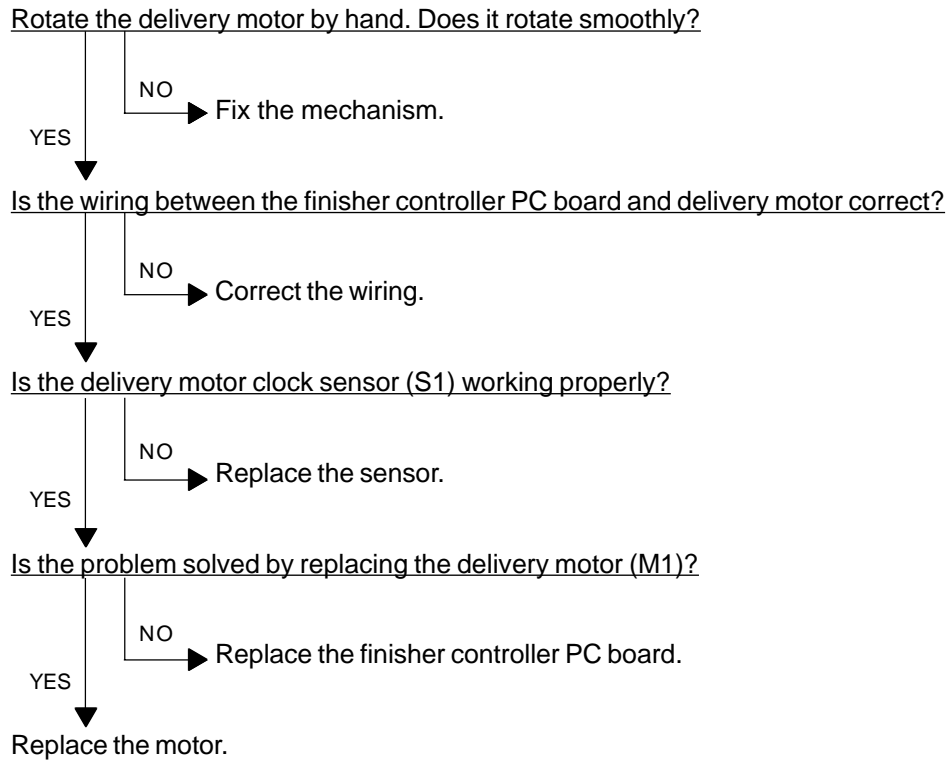 Rotate the delivery motor by hand. Does it rotate smoothly?
NO
Fix the mechanism.
YES
Is the wiring between the finisher controller PC board and delivery motor correct?
NO
Correct the wiring.
YES
Is the delivery motor clock sensor (S1) working properly?
NO
Replace the sensor.
YES
Is the problem solved by replacing the delivery motor (M1)?
NO
Replace the finisher controller PC board.
YES
Replace the motor.